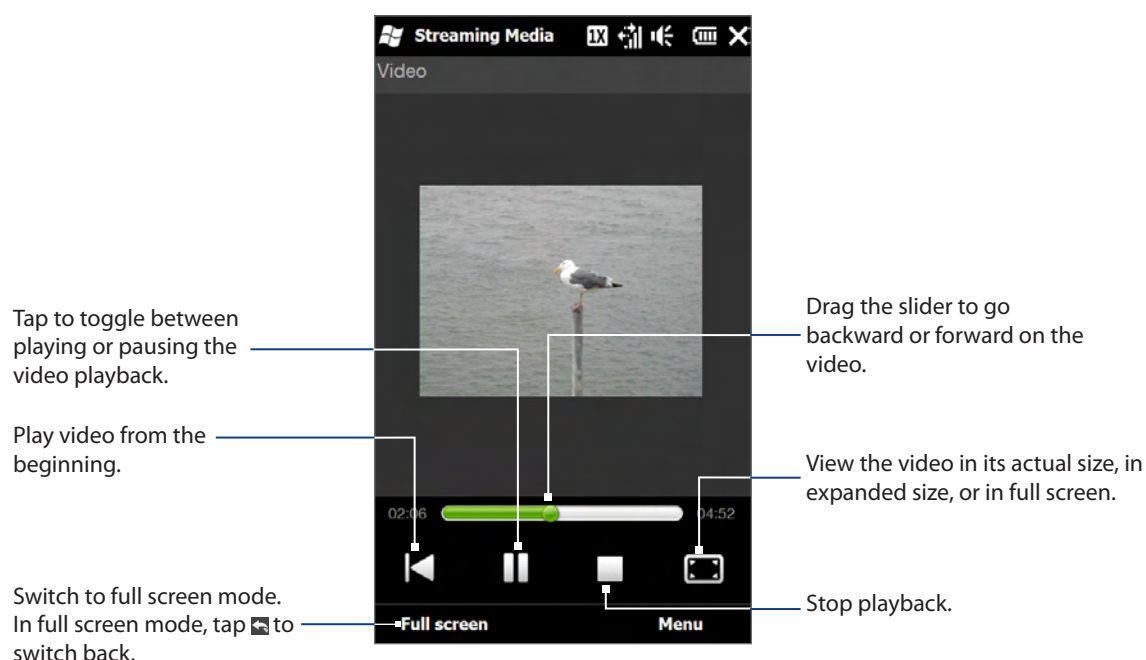 Streaming Media 1X
Video
Tap to toggle between
playing or pausing the
video playback.
Drag the slider to go
backward or forward on the
video.
Play video from the
beginning.
View the video in its actual size, in
expanded size, or in full screen.
02:06 04:52
Switch to full screen mode.
In full screen mode, tap to
switch back.
Stop playback.
Full screen Menu